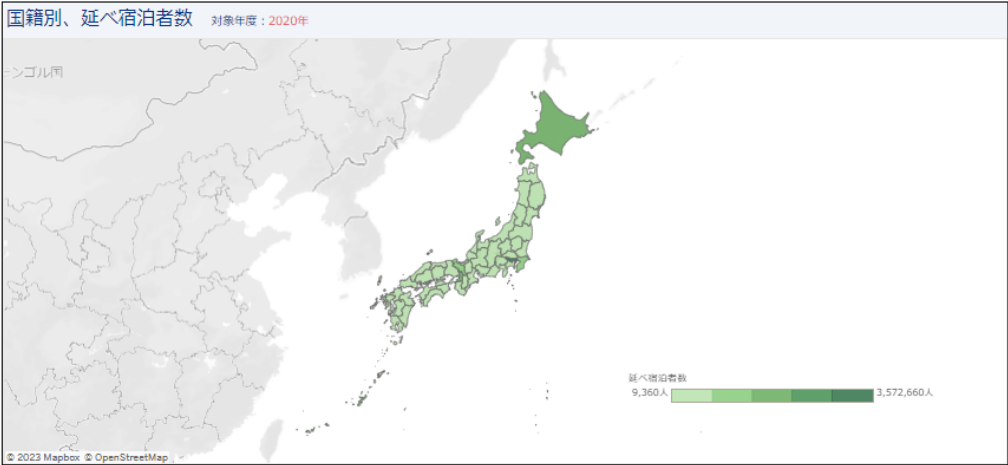 国籍別、延べ宿泊者数 対象年度：2020年
ンゴル国
延べ宿泊者数
9,360人 3,572,660人
© 2023 Mapbox © OpenStreetMap